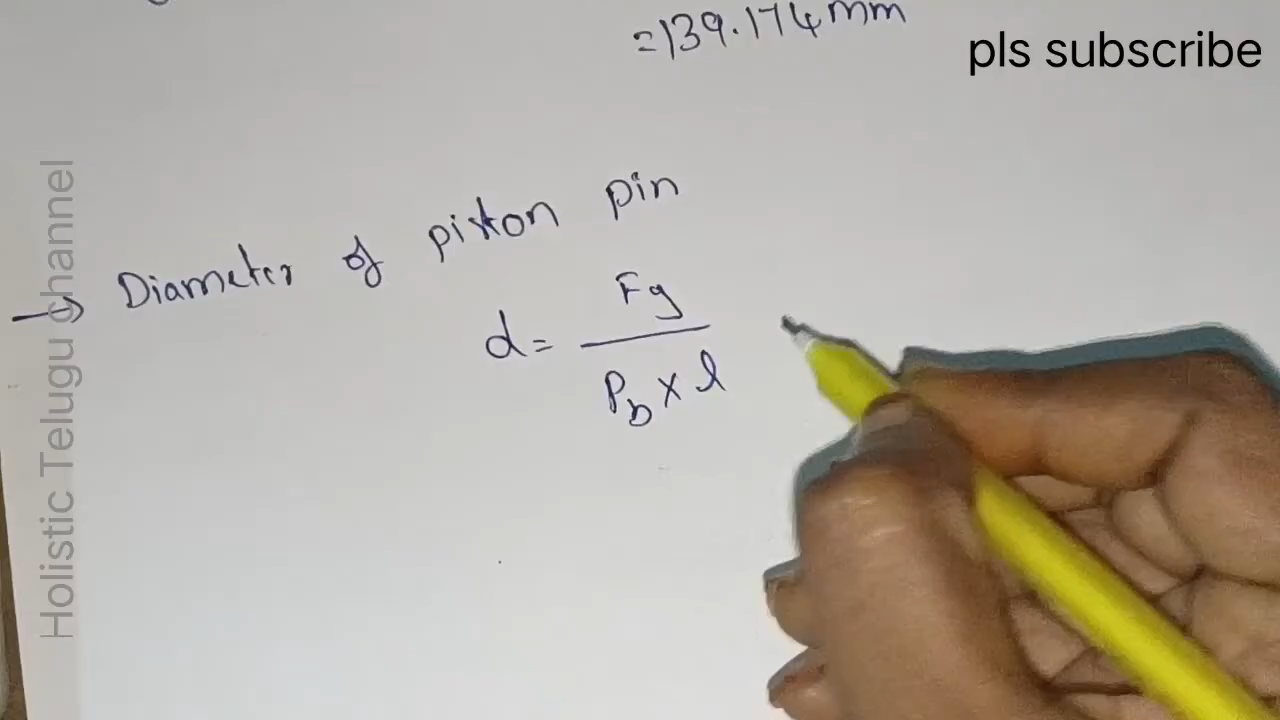 =139.174mm
pls subscribe
→ Diameter of piston pin
d = Fg / Pb × l
Holistic Telugu channel